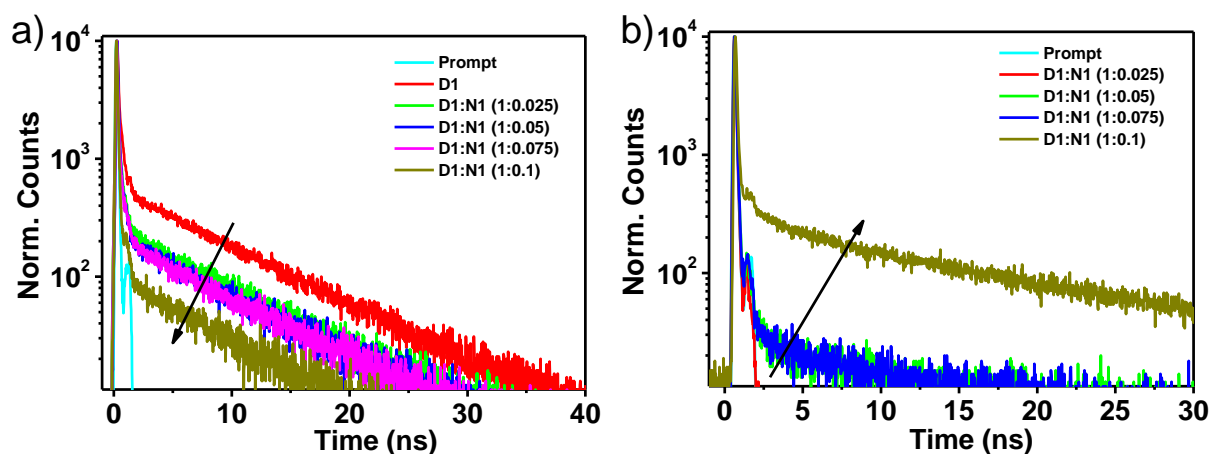 a)
10^4
10^3
10^2
Norm. Counts
Prompt
D1
D1:N1 (1:0.025)
D1:N1 (1:0.05)
D1:N1 (1:0.075)
D1:N1 (1:0.1)
0 10 20 30 40
Time (ns)
b)
10^4
10^3
10^2
Norm. Counts
Prompt
D1:N1 (1:0.025)
D1:N1 (1:0.05)
D1:N1 (1:0.075)
D1:N1 (1:0.1)
0 5 10 15 20 25 30
Time (ns)